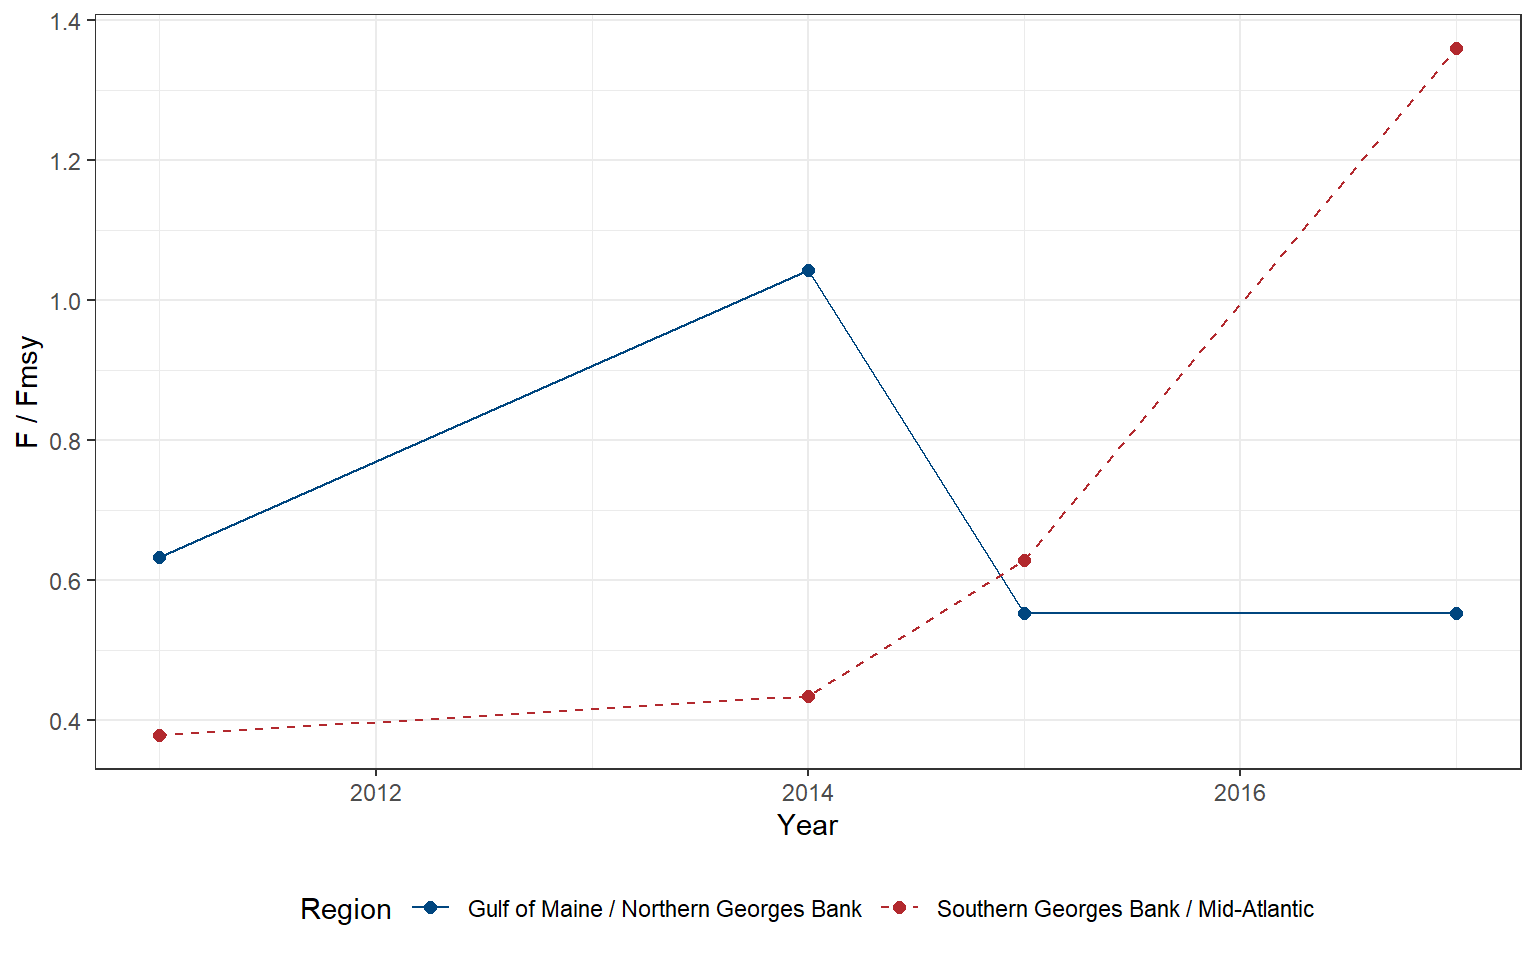 1.4
1.2
1.0
0.8
0.6
0.4
F / Fmsy
2012 2014 2016
Year
Region Gulf of Maine / Northern Georges Bank Southern Georges Bank / Mid-Atlantic